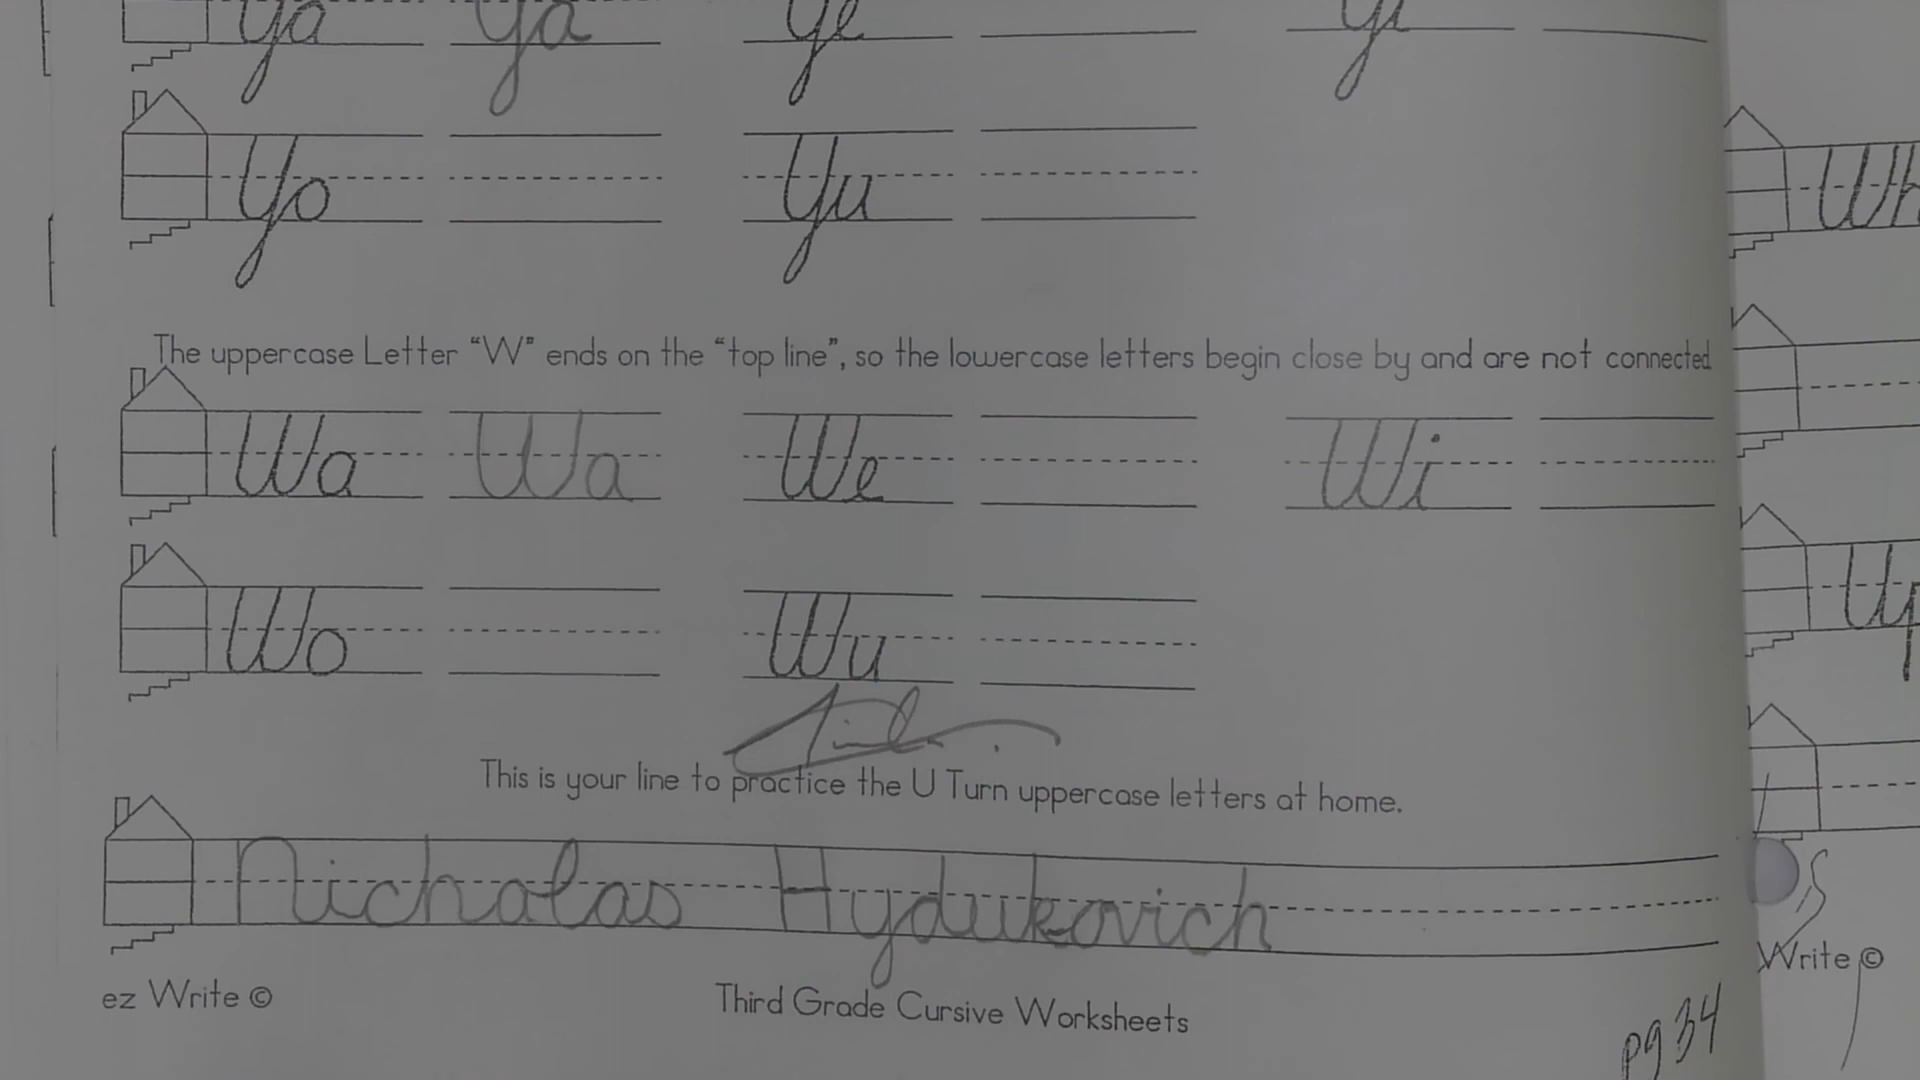 Ya Ya Ye Yi
Yo Yu
The uppercase Letter “W” ends on the “top line”, so the lowercase letters begin close by and are not connected
Wa Wa We Wi
Wo Wu
This is your line to practice the U Turn uppercase letters at home.
Nicholas Hydukovich
ez Write ©
Third Grade Cursive Worksheets
pg 34
Wh
Up
Write ©